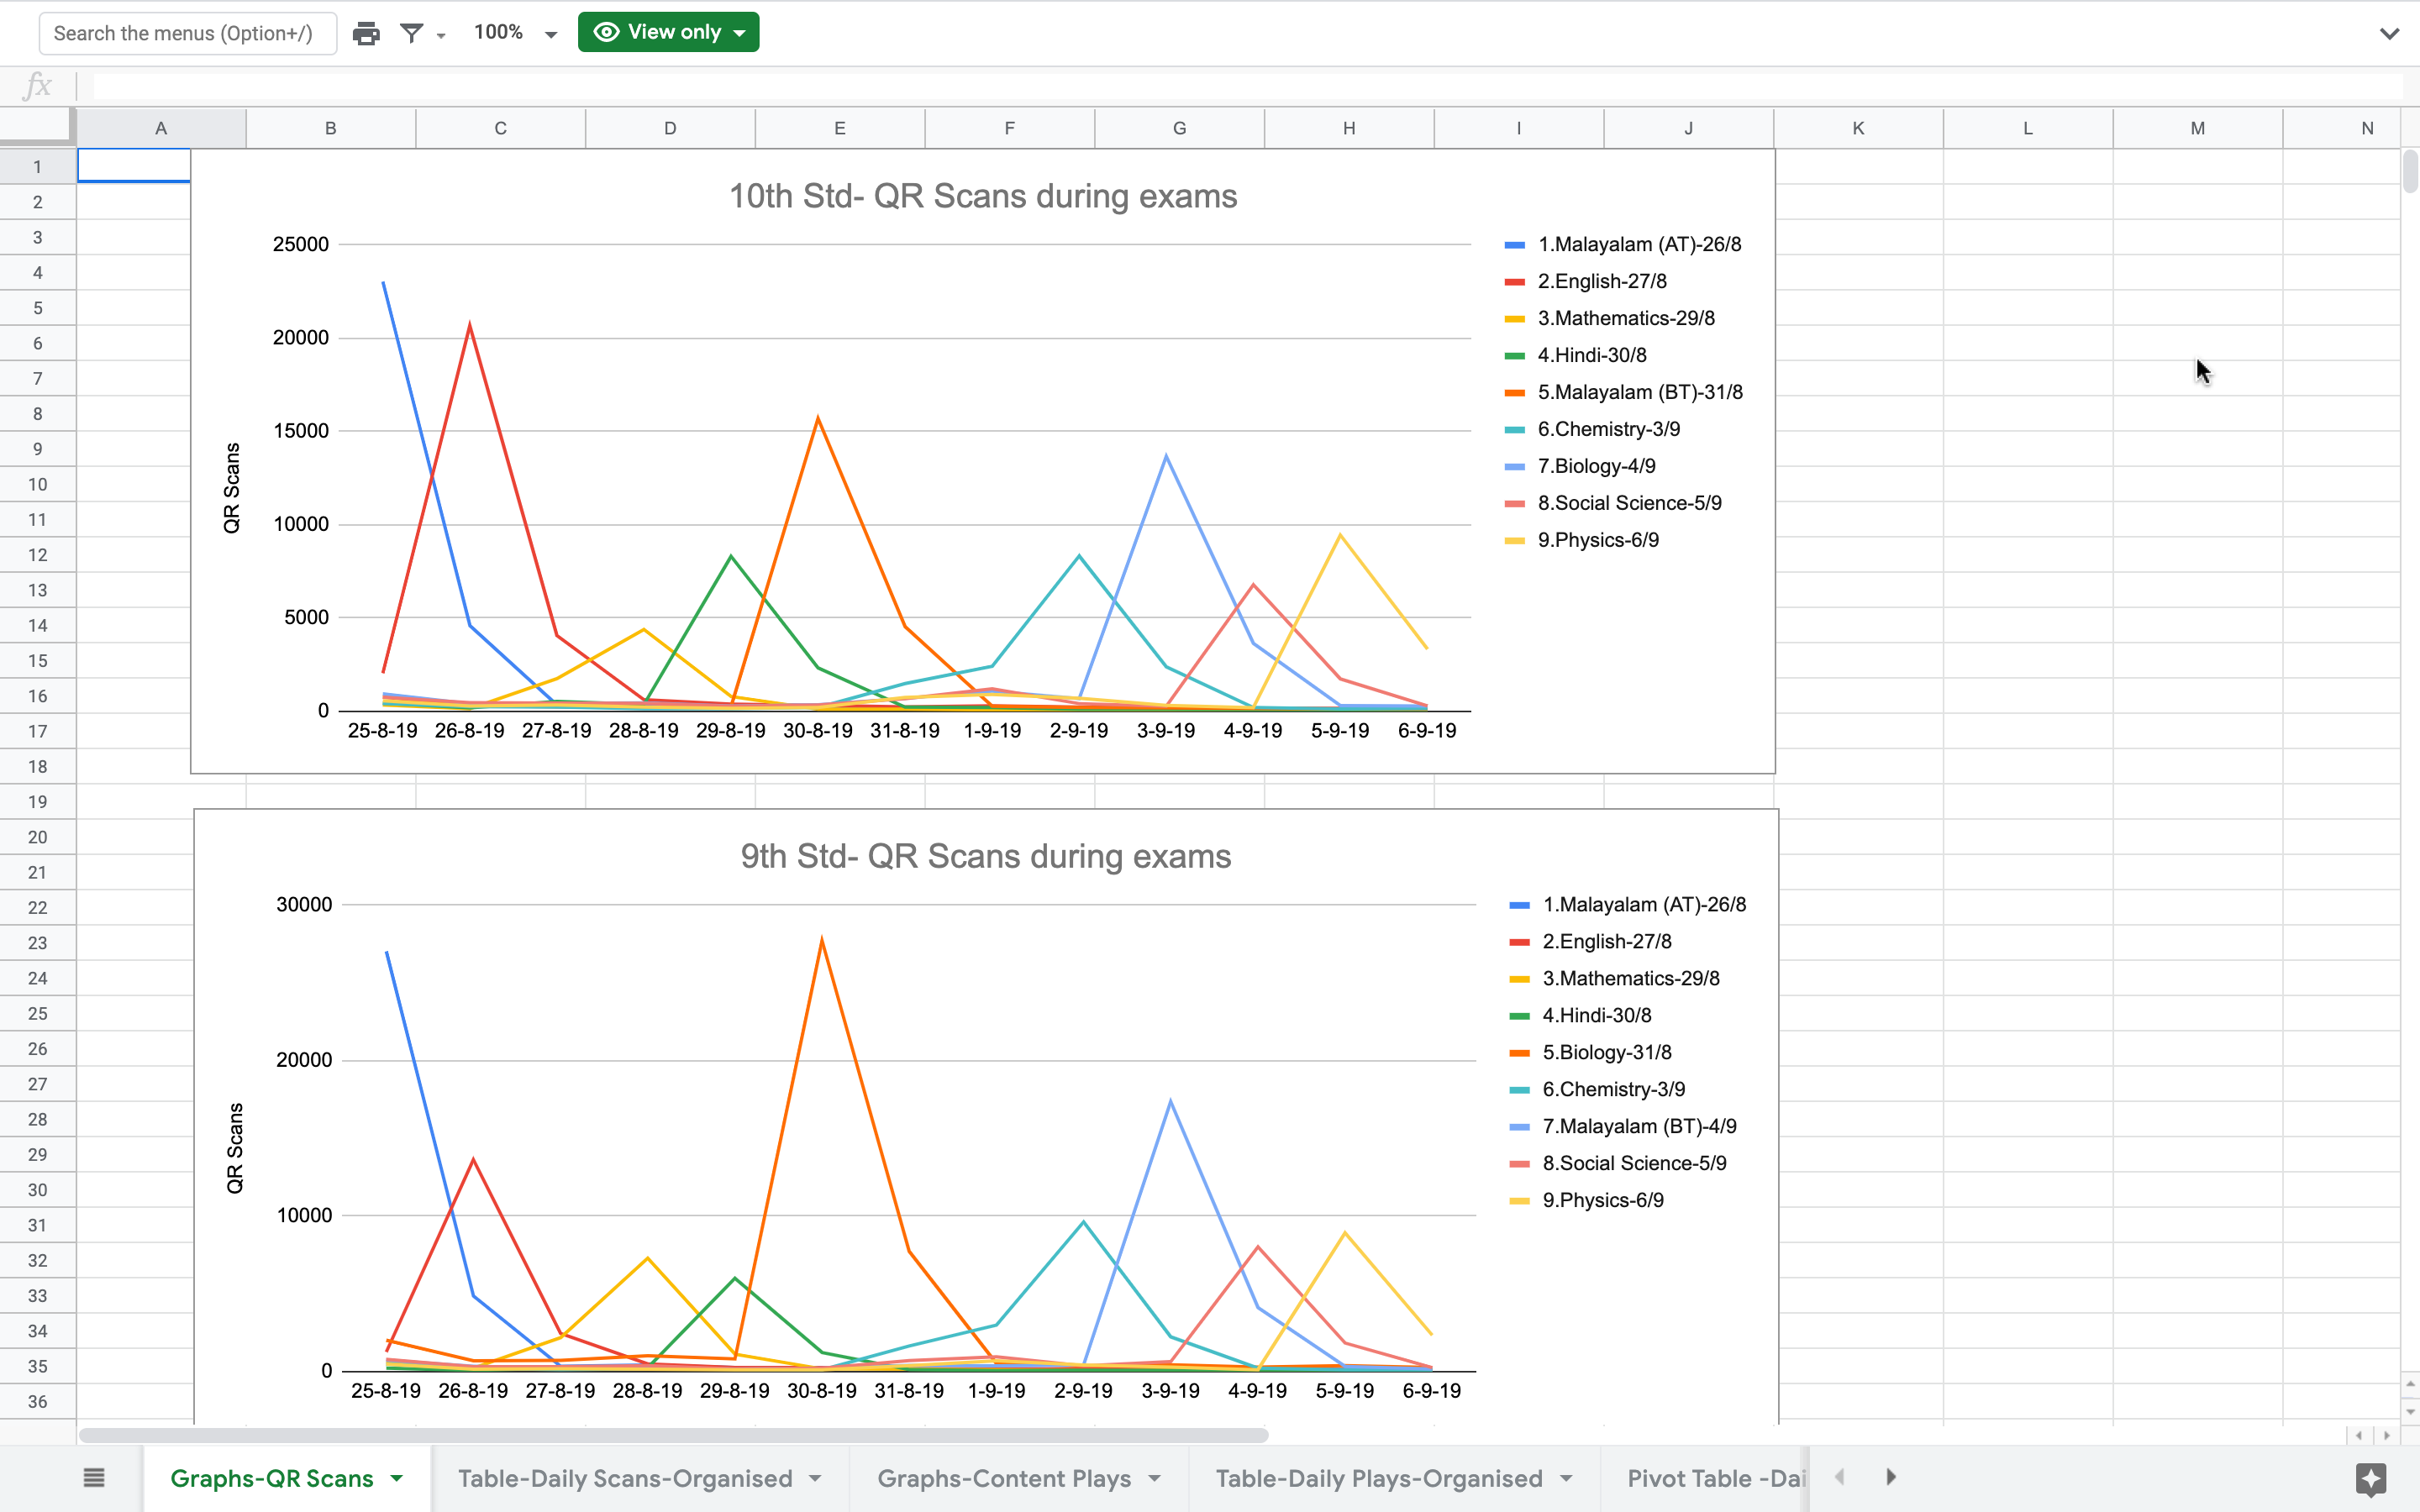 Search the menus (Option+/)
100%
View only
fx
A B C D E F G H I J K L M N
1
2
3
4
5
6
7
8
9
10
11
12
13
14
15
16
17
18
19
20
21
22
23
24
25
26
27
28
29
30
31
32
33
34
35
36
10th Std- QR Scans during exams
QR Scans
25000
20000
15000
10000
5000
0
25-8-19 26-8-19 27-8-19 28-8-19 29-8-19 30-8-19 31-8-19 1-9-19 2-9-19 3-9-19 4-9-19 5-9-19 6-9-19
1.Malayalam (AT)-26/8
2.English-27/8
3.Mathematics-29/8
4.Hindi-30/8
5.Malayalam (BT)-31/8
6.Chemistry-3/9
7.Biology-4/9
8.Social Science-5/9
9.Physics-6/9
9th Std- QR Scans during exams
QR Scans
30000
20000
10000
0
25-8-19 26-8-19 27-8-19 28-8-19 29-8-19 30-8-19 31-8-19 1-9-19 2-9-19 3-9-19 4-9-19 5-9-19 6-9-19
1.Malayalam (AT)-26/8
2.English-27/8
3.Mathematics-29/8
4.Hindi-30/8
5.Biology-31/8
6.Chemistry-3/9
7.Malayalam (BT)-4/9
8.Social Science-5/9
9.Physics-6/9
Graphs-QR Scans Table-Daily Scans-Organised Graphs-Content Plays Table-Daily Plays-Organised Pivot Table -Dai